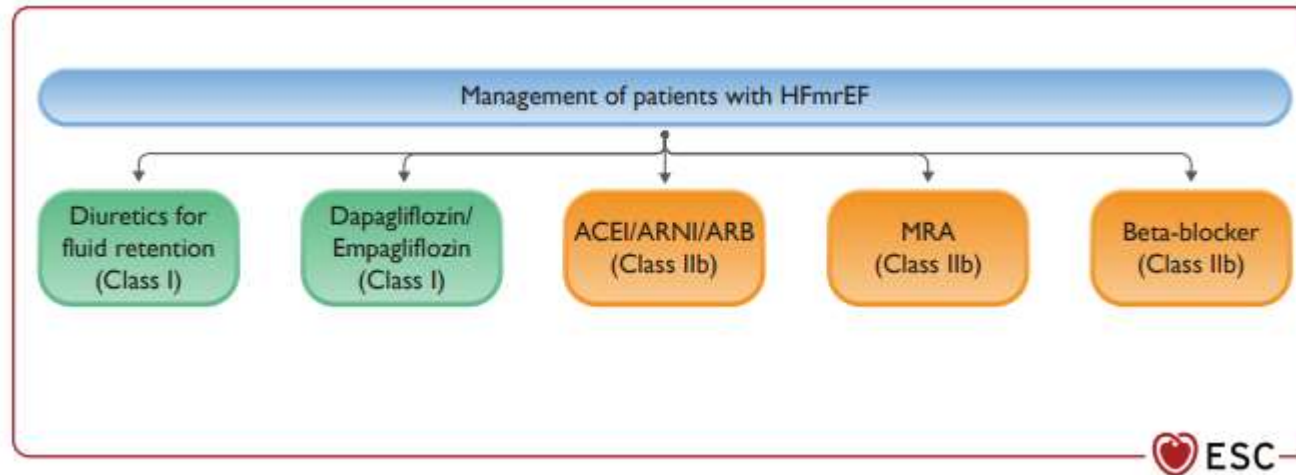 Management of patients with HFmrEF
Diuretics for
fluid retention
(Class I)
Dapagliflozin/
Empagliflozin
(Class I)
ACEI/ARNI/ARB
(Class IIb)
MRA
(Class IIb)
Beta-blocker
(Class IIb)
ESC